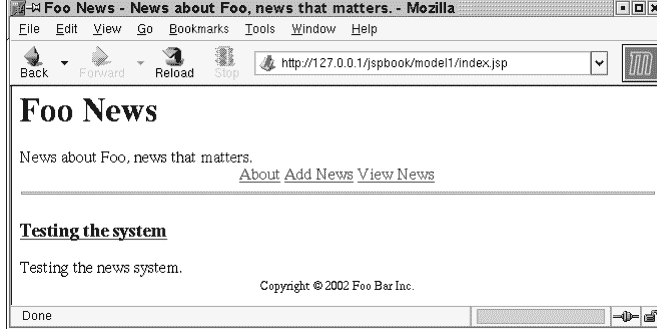 Foo News - News about Foo, news that matters. - Mozilla
File Edit View Go Bookmarks Tools Window Help
Back Forward Reload Stop http://127.0.0.1/jspbook/model1/index.jsp
Foo News
News about Foo, news that matters.
About Add News View News
Testing the system
Testing the news system.
Copyright © 2002 Foo Bar Inc.
Done